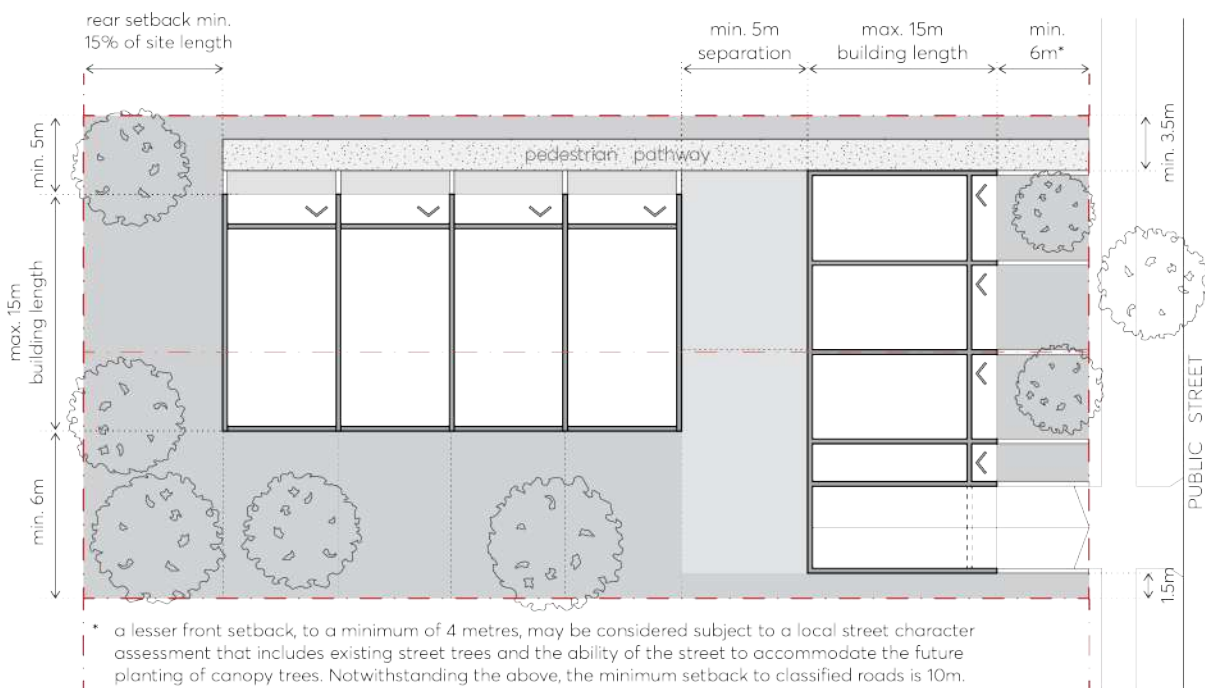 rear setback min.
15% of site length
min. 5m
separation
max. 15m
building length
min.
6m*
min. 5m
pedestrian pathway
min. 3.5m
max. 15m
building length
PUBLIC STREET
min. 6m
1.5m
* a lesser front setback, to a minimum of 4 metres, may be considered subject to a local street character
assessment that includes existing street trees and the ability of the street to accommodate the future
planting of canopy trees. Notwithstanding the above, the minimum setback to classified roads is 10m.